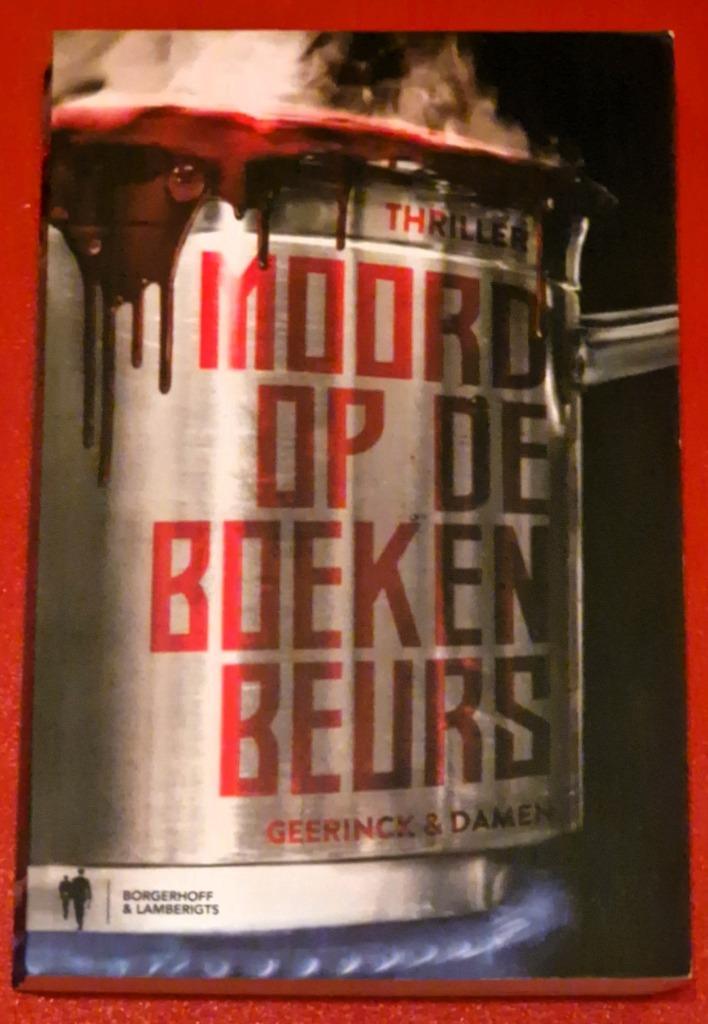 THRILLER
MOORD
OP DE
BOEKEN
BEURS
GEERINCK & DAMEN
BORGERHOFF
& LAMBERIGTS